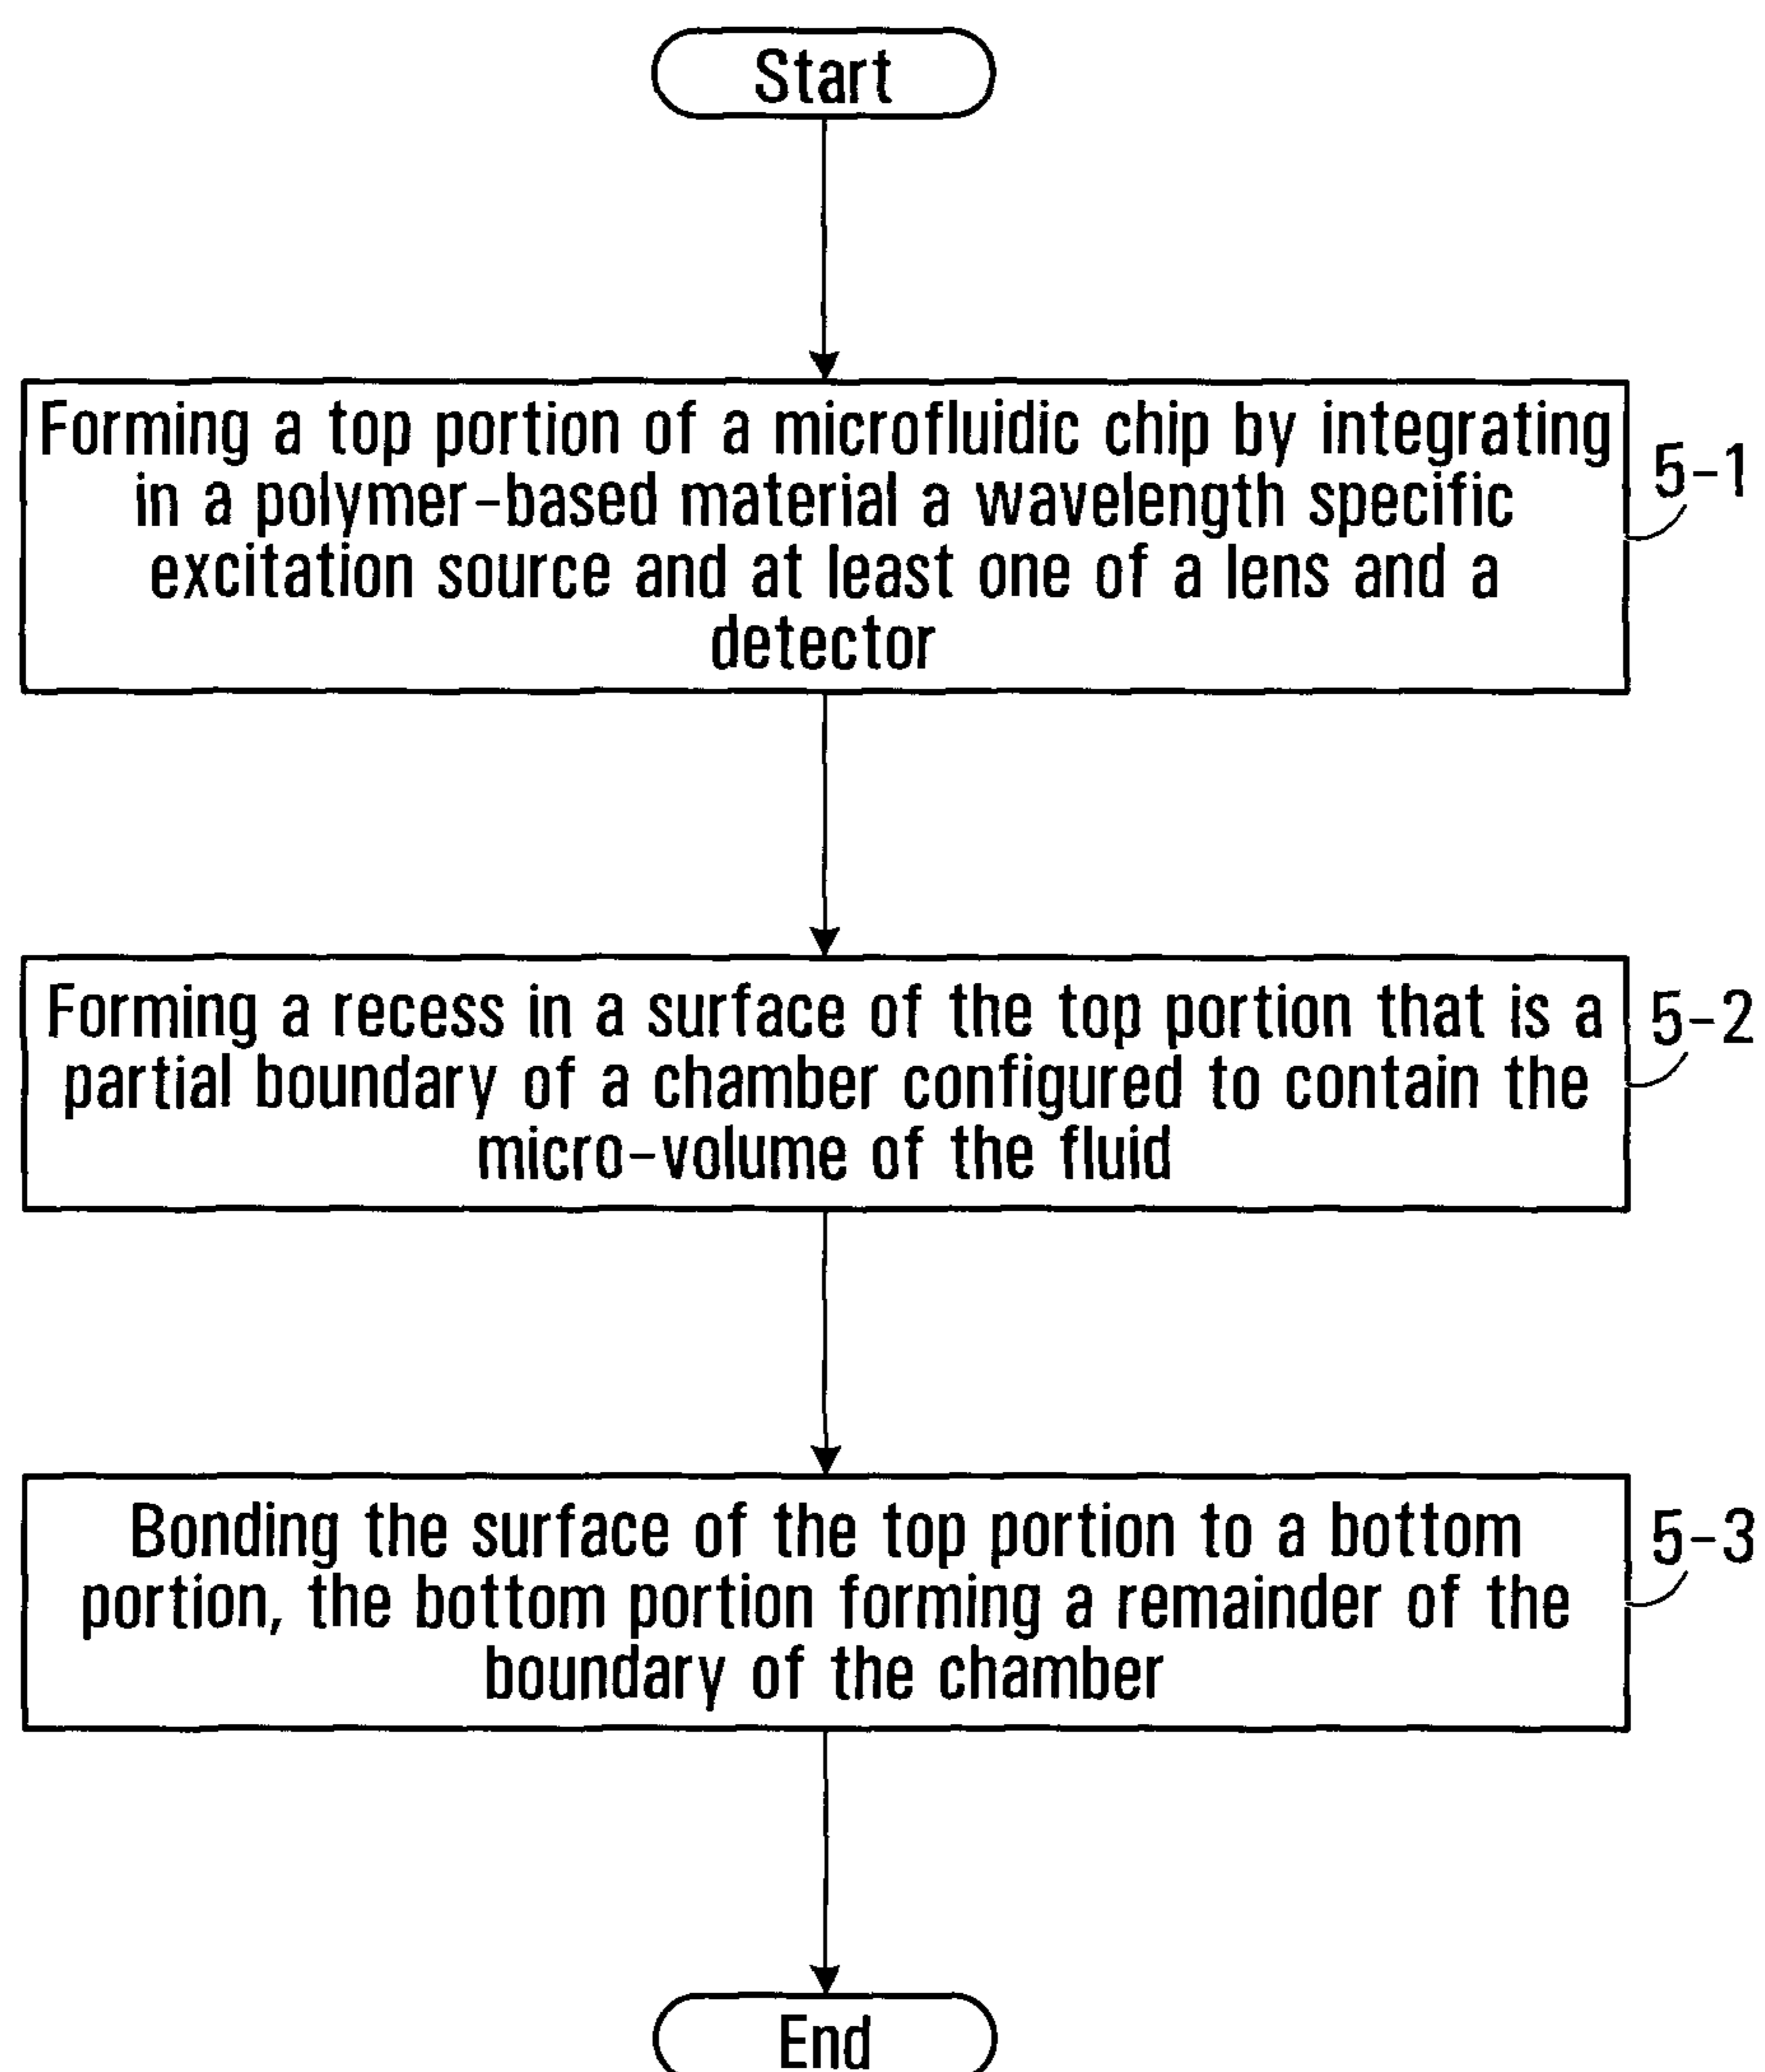 Start
Forming a top portion of a microfluidic chip by integrating
in a polymer-based material a wavelength specific
excitation source and at least one of a lens and a
detector
5-1
Forming a recess in a surface of the top portion that is a
partial boundary of a chamber configured to contain the
micro-volume of the fluid
5-2
Bonding the surface of the top portion to a bottom
portion, the bottom portion forming a remainder of the
boundary of the chamber
5-3
End